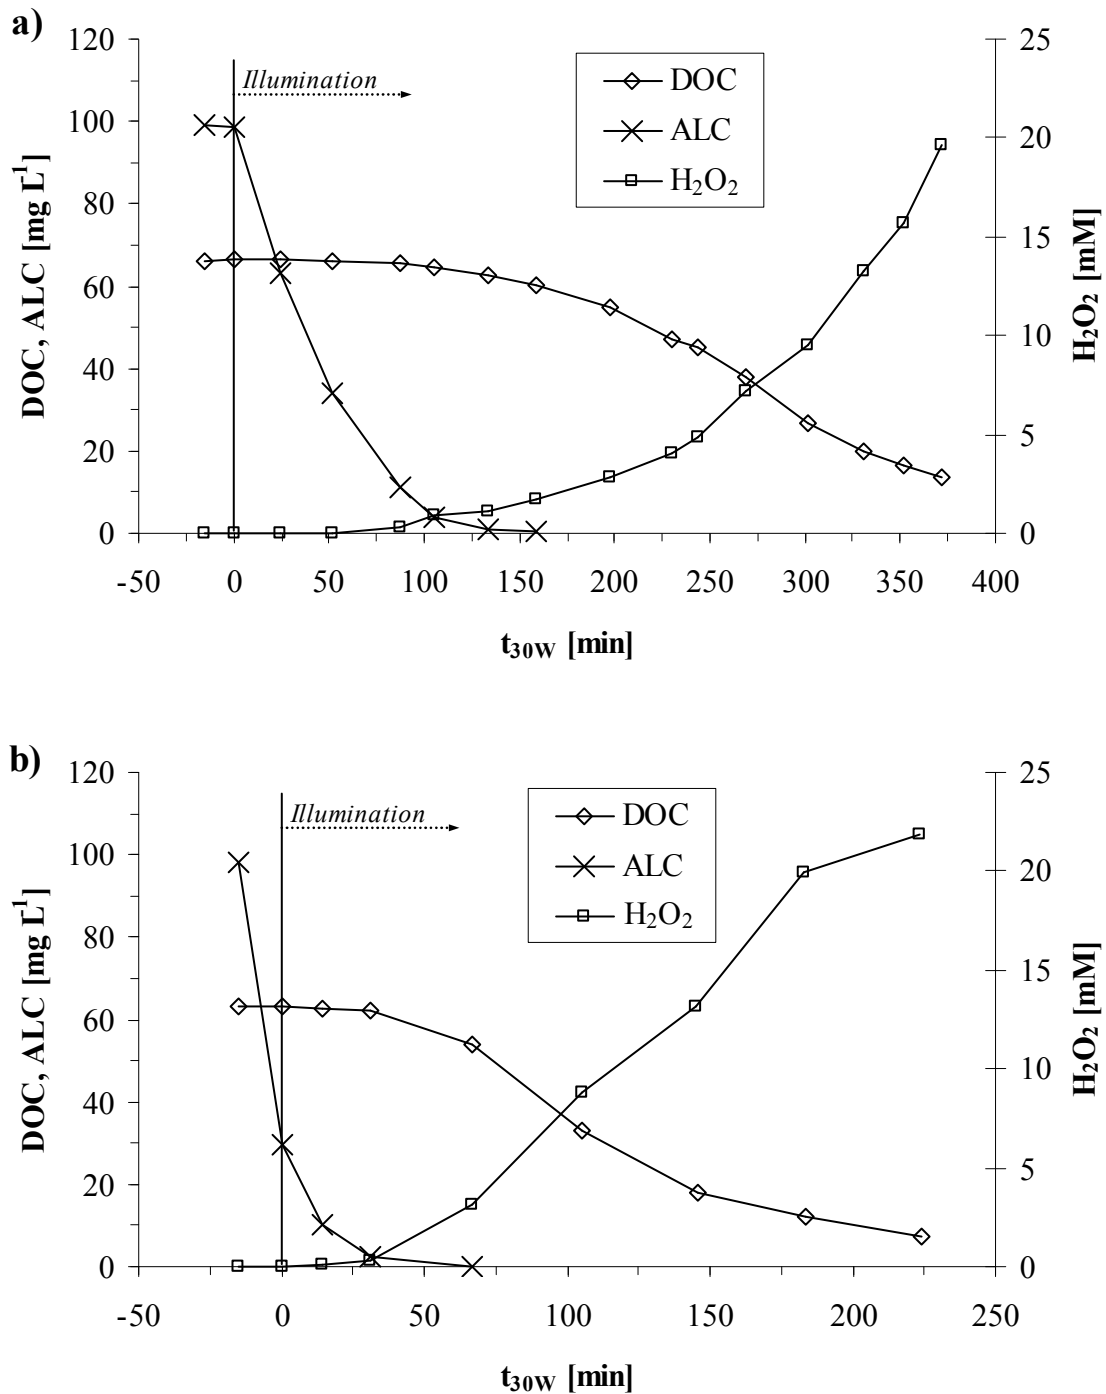 a)
120
100
80
60
40
20
0
DOC, ALC [mg L-1]
Illumination
DOC
ALC
H2O2
25
20
15
10
5
0
H2O2 [mM]
-50 0 50 100 150 200 250 300 350 400
t30W [min]
b)
120
100
80
60
40
20
0
DOC, ALC [mg L-1]
Illumination
DOC
ALC
H2O2
25
20
15
10
5
0
H2O2 [mM]
-50 0 50 100 150 200 250
t30W [min]